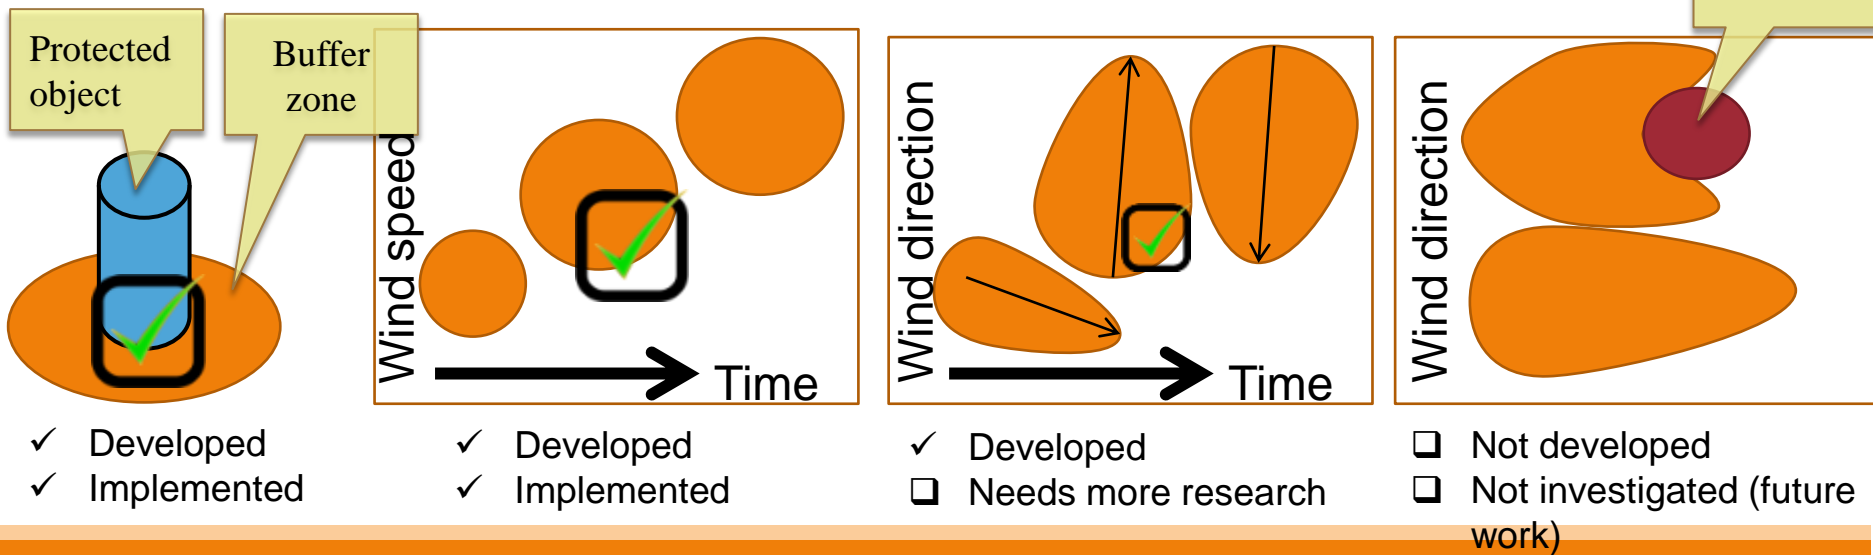 Protected
object
Buffer
zone
Wind speed
Time
Wind direction
Time
Wind direction
✓ Developed
✓ Implemented
✓ Developed
✓ Implemented
✓ Developed
❑ Needs more research
❑ Not developed
❑ Not investigated (future
work)